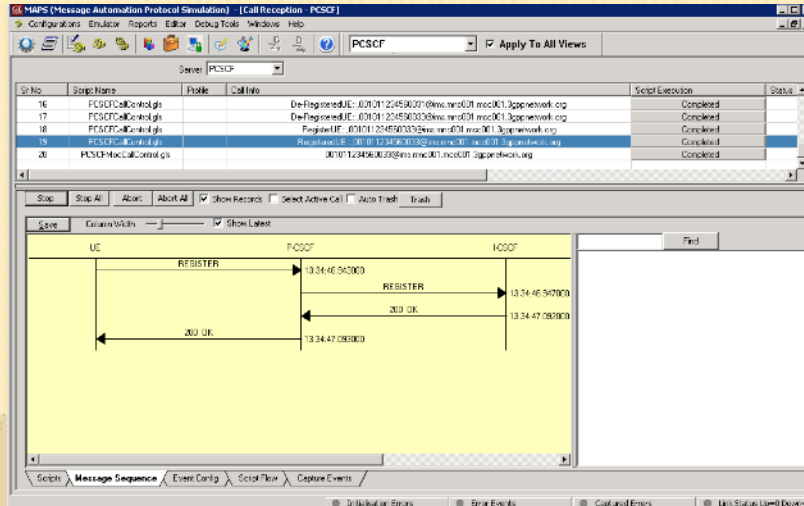 MAPS (Message Automation Protocol Simulation) - [Call Reception - PCSCF]
Configurations Emulator Reports Editor Debug Tools Windows Help
PCSCF Apply To All Views
Server PCSCF
Sr No Script Name Profile Call Info Script Execution Status
16 PCSCFCallControl.gls De-RegisteredUE:.,001011234560031@ims.mnc001.mcc001.3gppnetwork.org Completed
17 PCSCFCallControl.gls De-RegisteredUE:.,001011234560033@ims.mnc001.mcc001.3gppnetwork.org Completed
18 PCSCFCallControl.gls RegisterUE:.,001011234560033@ims.mnc001.mcc001.3gppnetwork.org Completed
19 PCSCFCallControl.gls RegisteredUE:.,001011234560033@ims.mnc001.mcc001.3gppnetwork.org Completed
20 001011234560033@ims.mnc001.mcc001.3gppnetwork.org Completed
Stop Stop All Abort Abort All Show Records Select Active Call Auto Trash Trash
Save Column Width Show Latest
Find
UE P-CSCF I-CSCF
REGISTER
13:34:46.943000
REGISTER
13:34:46.947000
200 OK
13:34:47.092000
200 OK
13:34:47.093000
Scripts Message Sequence Event Config Script Flow Capture Events
Initialisation Errors Error Events Captured Errors Link Status Up=0 Down=